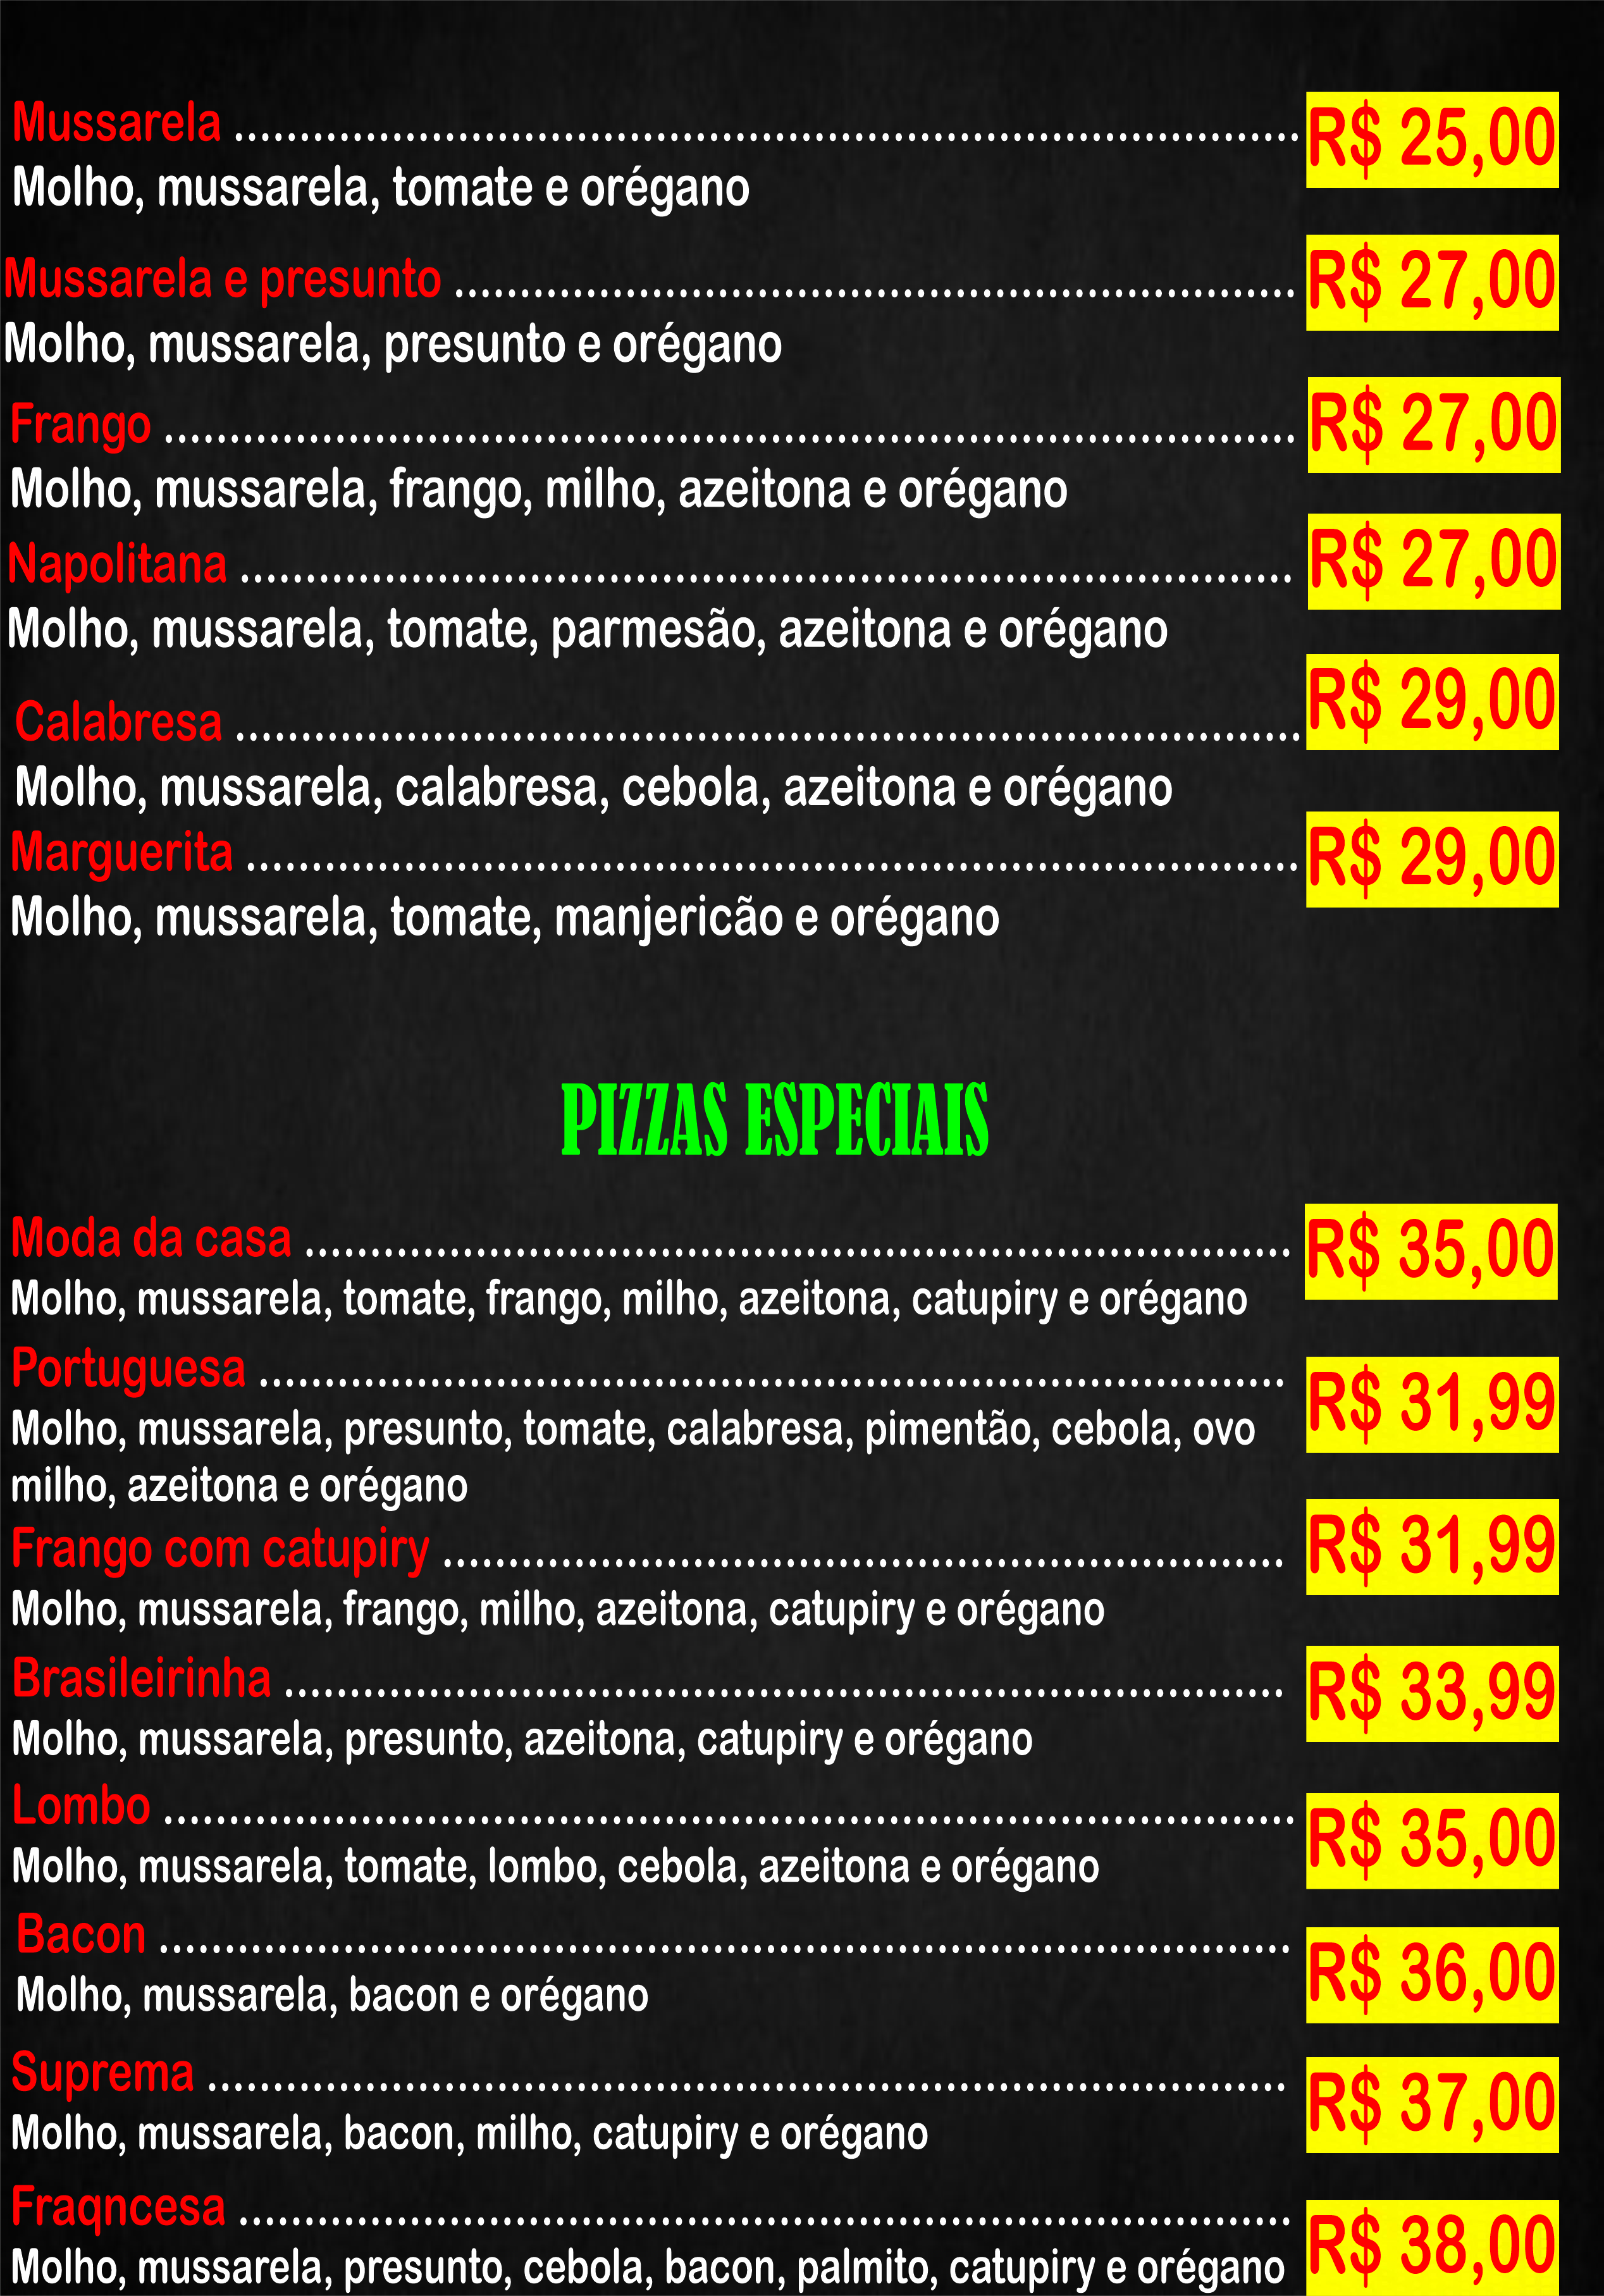 Mussarela ................................................................................ R$ 25,00
Molho, mussarela, tomate e orégano
Mussarela e presunto ................................................................ R$ 27,00
Molho, mussarela, presunto e orégano
Frango ..................................................................................... R$ 27,00
Molho, mussarela, frango, milho, azeitona e orégano
Napolitana ............................................................................... R$ 27,00
Molho, mussarela, tomate, parmesão, azeitona e orégano
Calabresa ................................................................................ R$ 29,00
Molho, mussarela, calabresa, cebola, azeitona e orégano
Marguerita ............................................................................... R$ 29,00
Molho, mussarela, tomate, manjericão e orégano
PIZZAS ESPECIAIS
Moda da casa .......................................................................... R$ 35,00
Molho, mussarela, tomate, frango, milho, azeitona, catupiry e orégano
Portuguesa ............................................................................. R$ 31,99
Molho, mussarela, presunto, tomate, calabresa, pimentão, cebola, ovo
milho, azeitona e orégano
Frango com catupiry ................................................................ R$ 31,99
Molho, mussarela, frango, milho, azeitona, catupiry e orégano
Brasileirinha ........................................................................... R$ 33,99
Molho, mussarela, presunto, azeitona, catupiry e orégano
Lombo ..................................................................................... R$ 35,00
Molho, mussarela, tomate, lombo, cebola, azeitona e orégano
Bacon ..................................................................................... R$ 36,00
Molho, mussarela, bacon e orégano
Suprema ................................................................................. R$ 37,00
Molho, mussarela, bacon, milho, catupiry e orégano
Fraqncesa ............................................................................... R$ 38,00
Molho, mussarela, presunto, cebola, bacon, palmito, catupiry e orégano